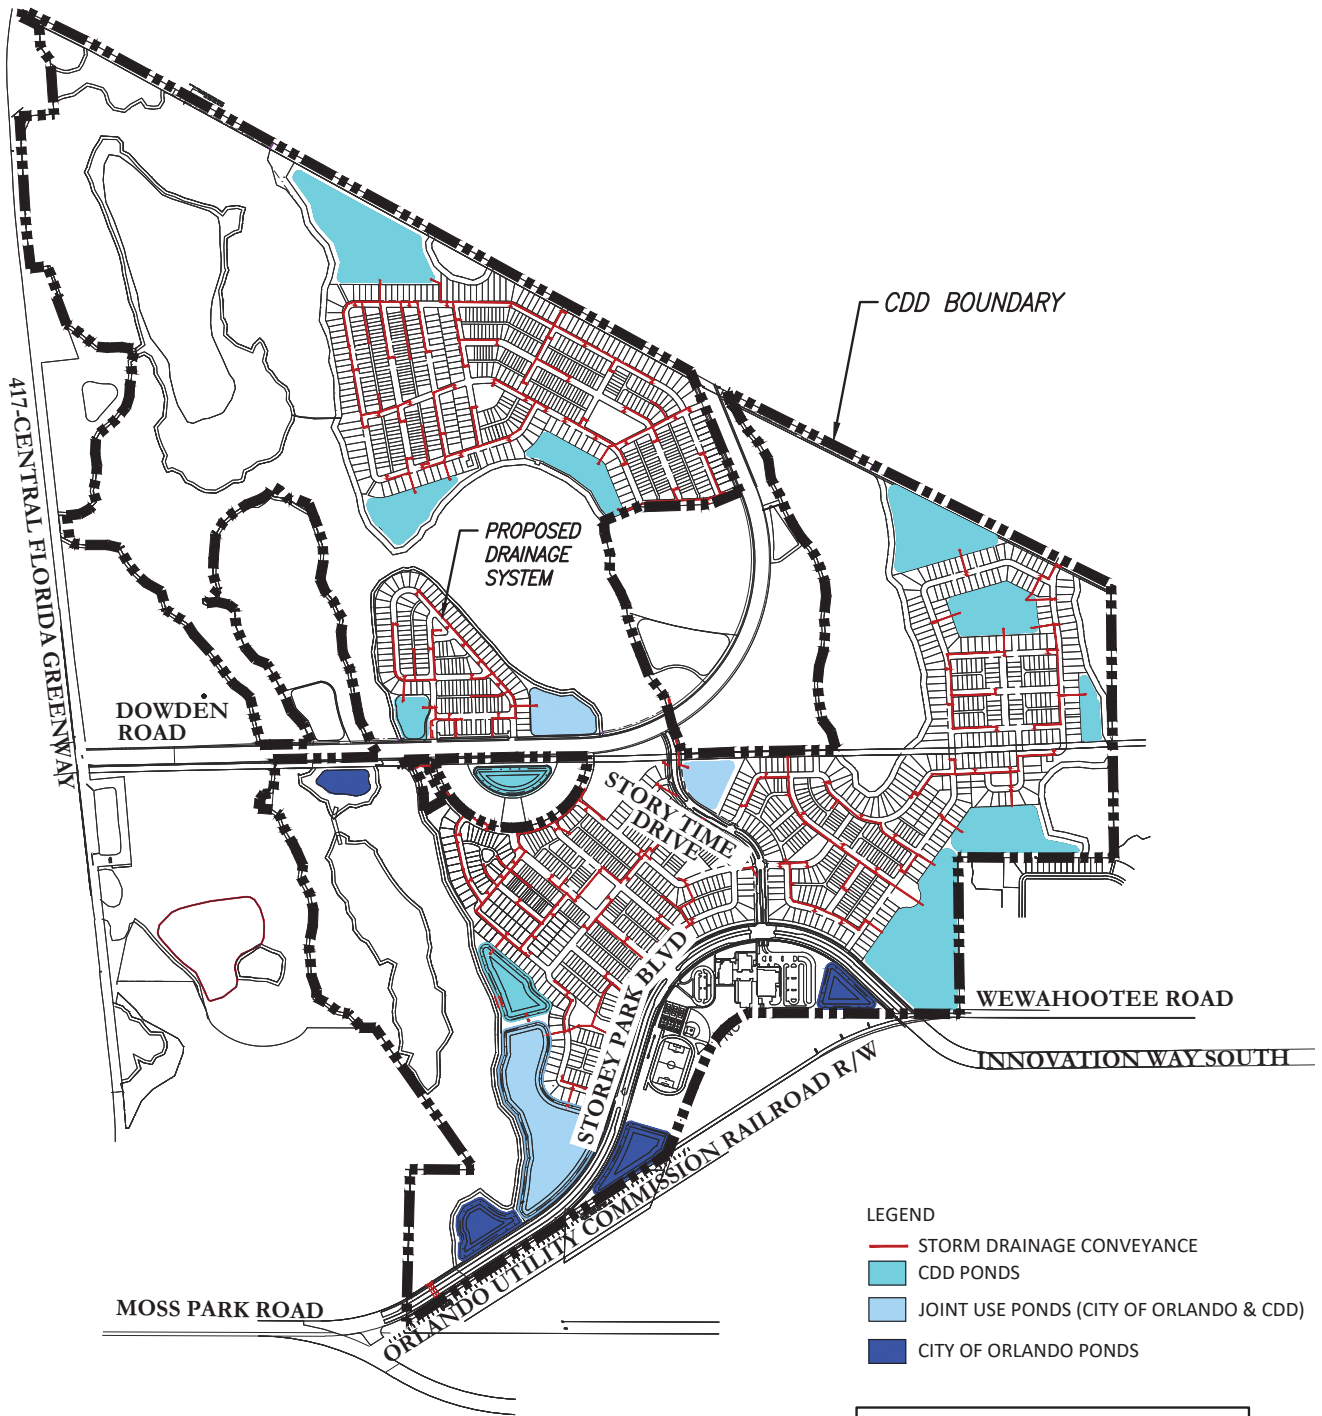 CDD BOUNDARY
417-CENTRAL FLORIDA GREENWAY
PROPOSED
DRAINAGE
SYSTEM
DOWDEN
ROAD
STORY TIME
DRIVE
STOREY PARK BLVD
WEWAHOOTEE ROAD
INNOVATION WAY SOUTH
ORLANDO UTILITY COMMISSION RAILROAD R/W
MOSS PARK ROAD
LEGEND
STORM DRAINAGE CONVEYANCE
CDD PONDS
JOINT USE PONDS (CITY OF ORLANDO & CDD)
CITY OF ORLANDO PONDS